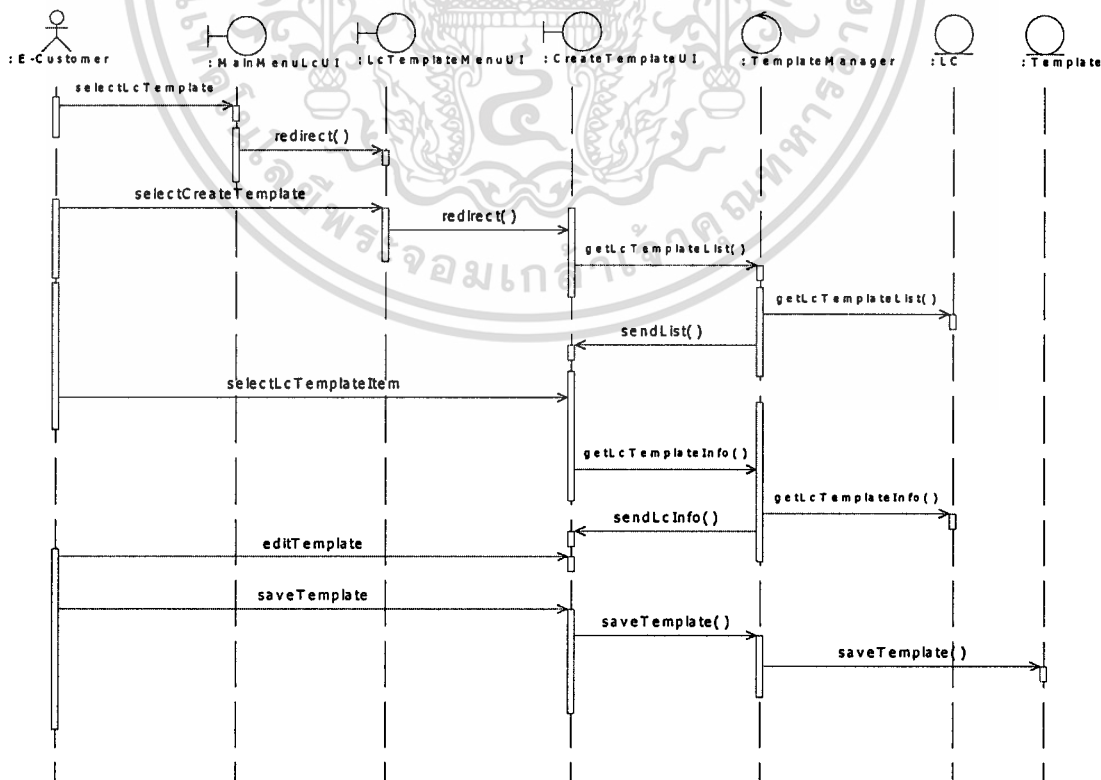 :E-Customer
:MainMenuLcUI
:LcTemplateMenuUI
:CreateTemplateUI
:TemplateManager
:LC
:Template
selectLcTemplate
redirect()
selectCreateTemplate
redirect()
getLcTemplateList()
getLcTemplateList()
sendList()
selectLcTemplateItem
getLcTemplateInfo()
getLcTemplateInfo()
sendLcInfo()
editTemplate
saveTemplate
saveTemplate()
saveTemplate()